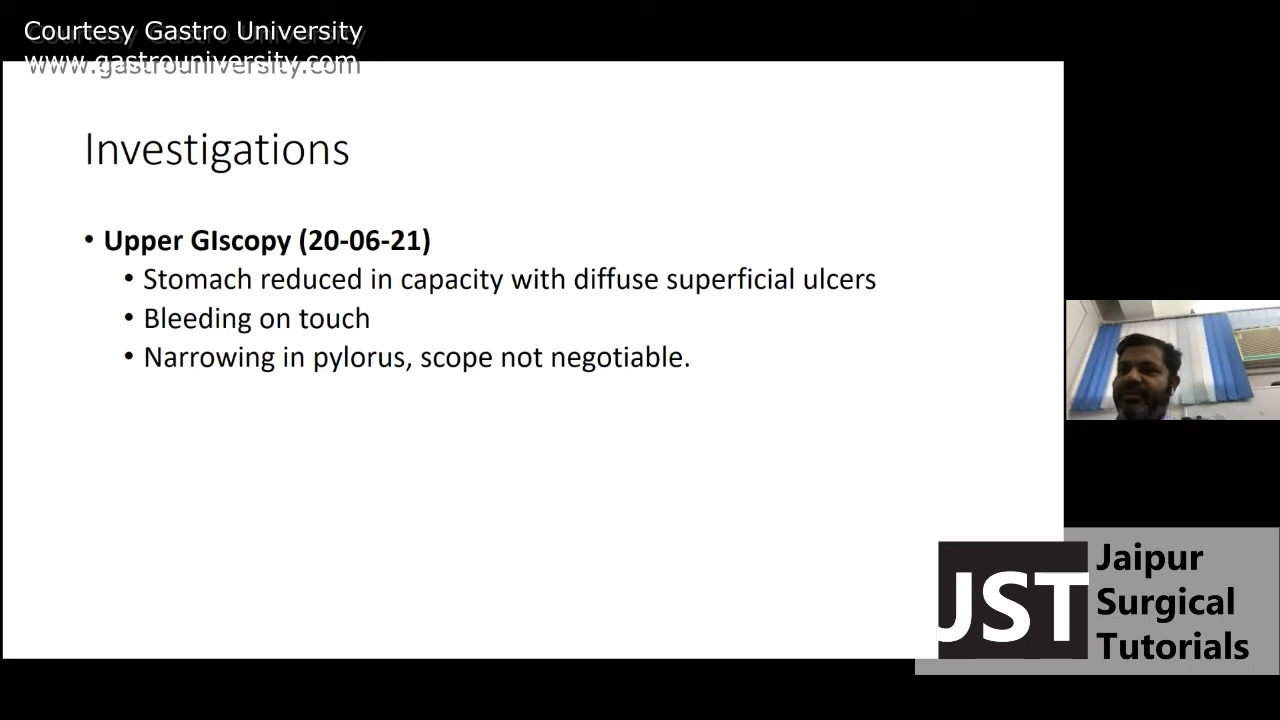 Courtesy Gastro University
www.gastrouniversity.com
Investigations
• Upper GIscopy (20-06-21)
• Stomach reduced in capacity with diffuse superficial ulcers
• Bleeding on touch
• Narrowing in pylorus, scope not negotiable.
JST
Jaipur
Surgical
Tutorials